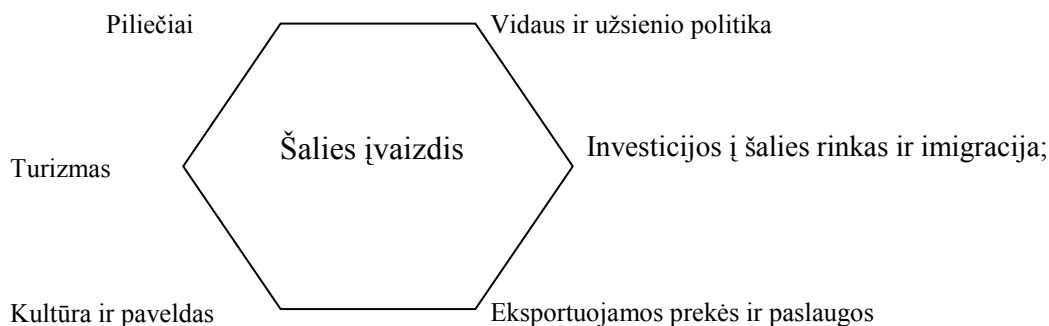 Piliečiai
Vidaus ir užsienio politika
Šalies įvaizdis
Investicijos į šalies rinkas ir imigracija;
Turizmas
Kultūra ir paveldas
Eksportuojamos prekės ir paslaugos